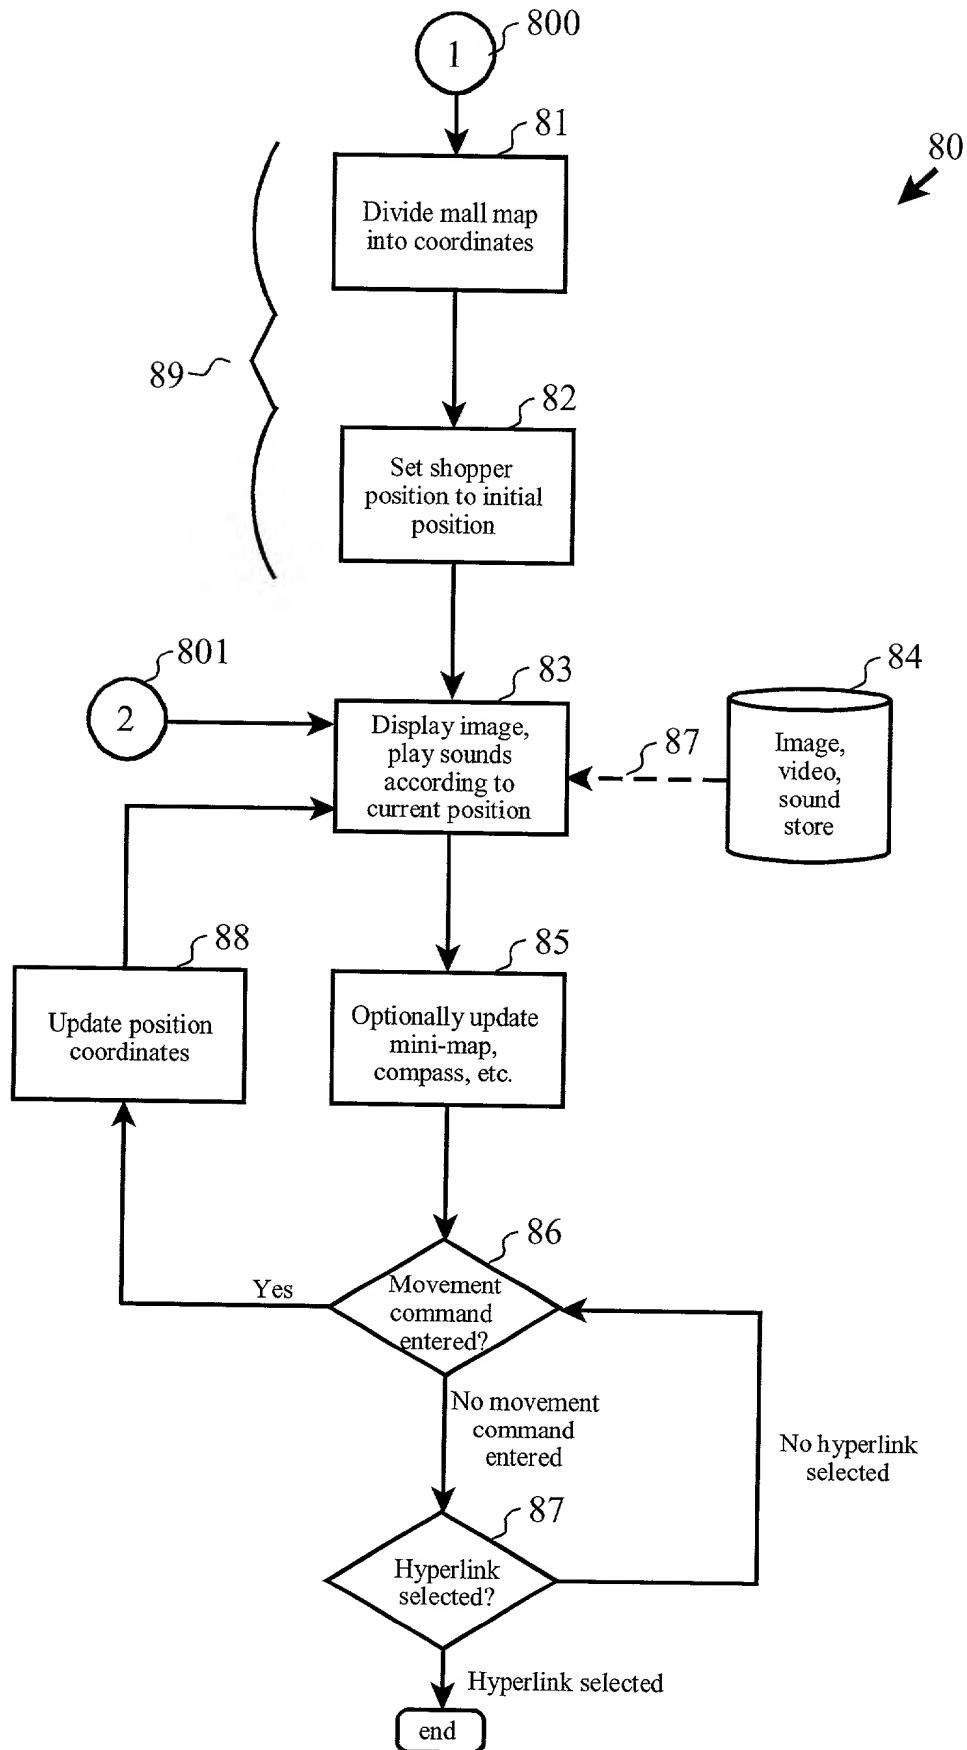 800
1
81
80
Divide mall map
into coordinates
89
82
Set shopper
position to initial
position
801
2
83
Display image,
play sounds
according to
current position
87
84
Image,
video,
sound
store
88
Update position
coordinates
85
Optionally update
mini-map,
compass, etc.
86
Movement
command
entered?
Yes
No movement
command
entered
No hyperlink
selected
87
Hyperlink
selected?
Hyperlink selected
end